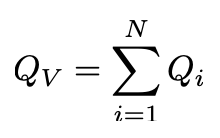 $Q_V = \sum_{i=1}^{N} Q_i$